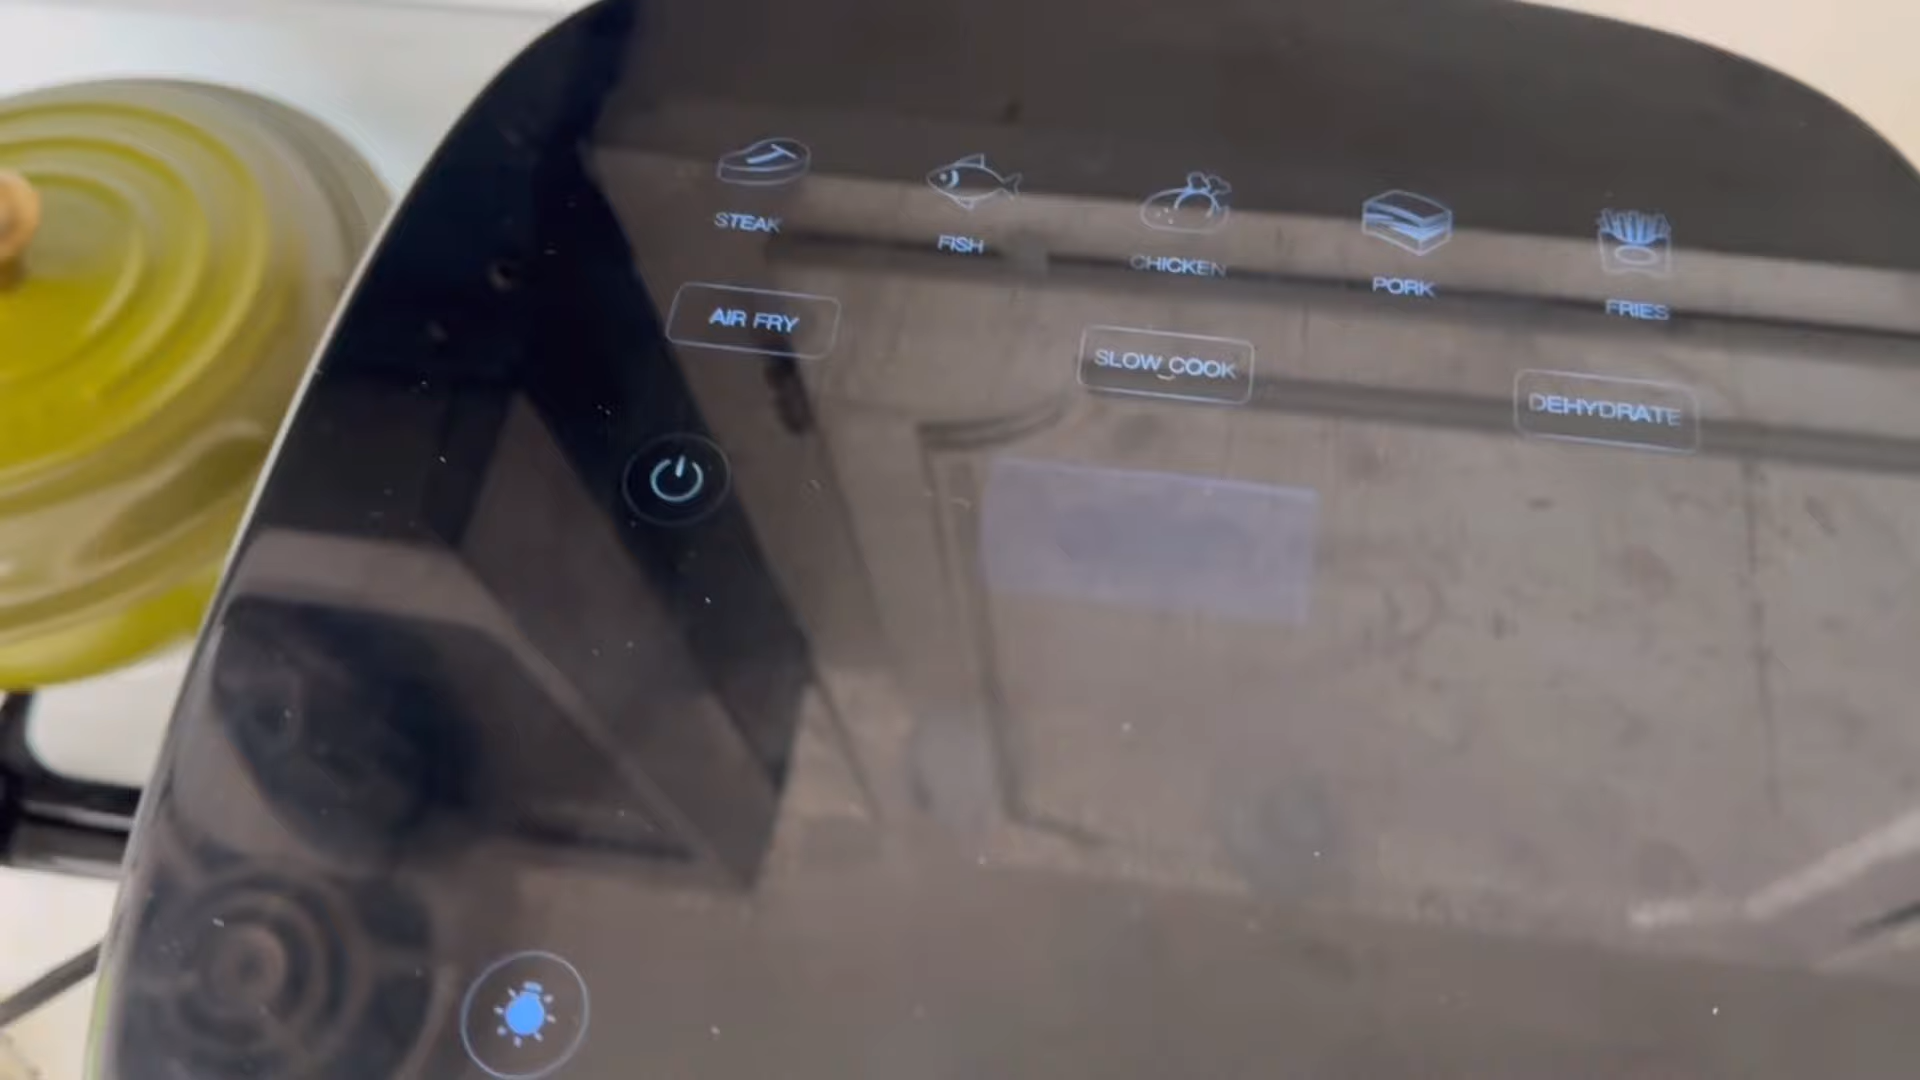 STEAK
FISH
CHICKEN
PORK
FRIES
AIR FRY
SLOW COOK
DEHYDRATE